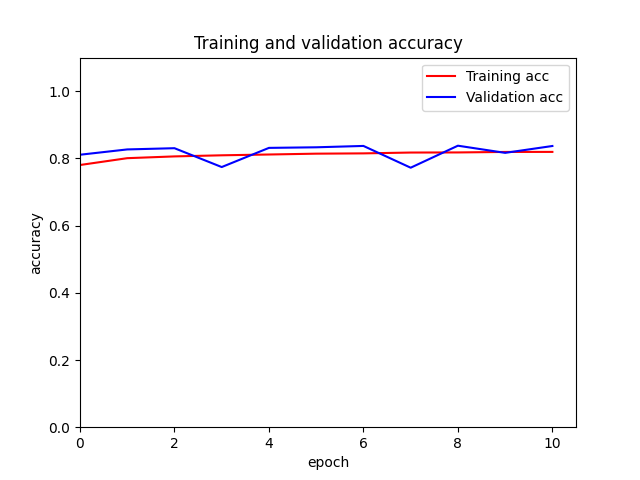 Training and validation accuracy
Training acc
Validation acc
1.0
0.8
0.6
0.4
0.2
0.0
accuracy
0 2 4 6 8 10
epoch